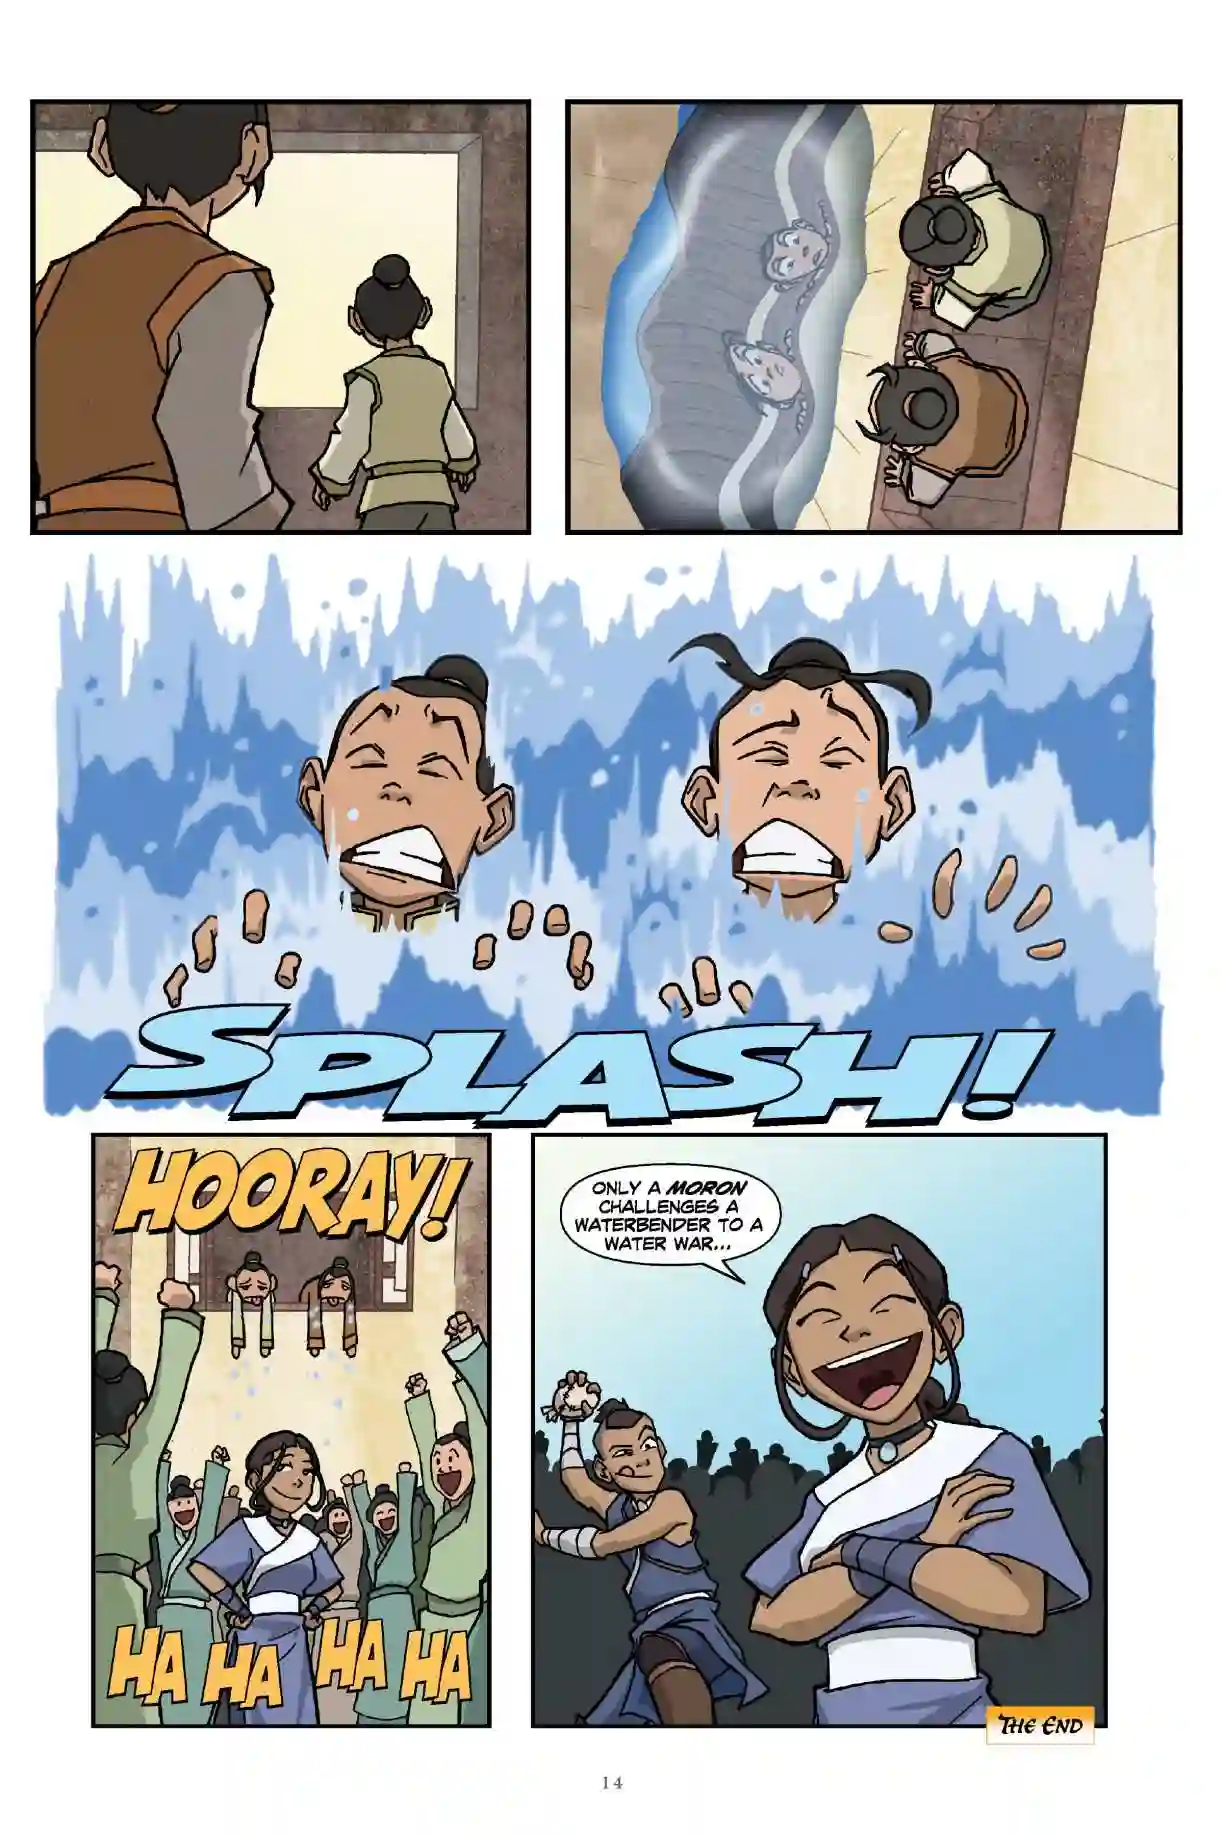 SPLASH!
HOORAY!
HA HA HA HA
ONLY A MORON
CHALLENGES A
WATERBENDER TO A
WATER WAR...
THE END
14